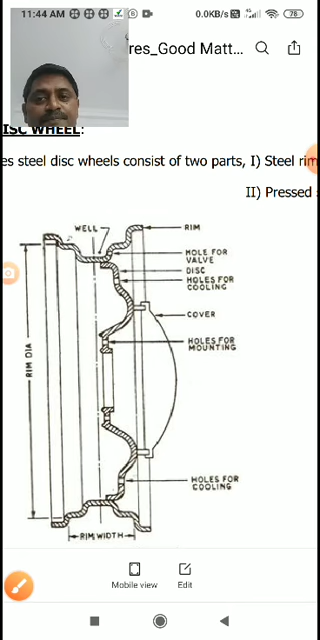 11:44 AM
0.0KB/s
78
res_Good Matt...
ISC WHEEL:
es steel disc wheels consist of two parts, I) Steel rim
II) Pressed
WELL
RIM
HOLE FOR
VALVE
DISC
HOLES FOR
COOLING
COVER
HOLES FOR
MOUNTING
RIM DIA
HOLES FOR
COOLING
RIM WIDTH
Mobile view
Edit